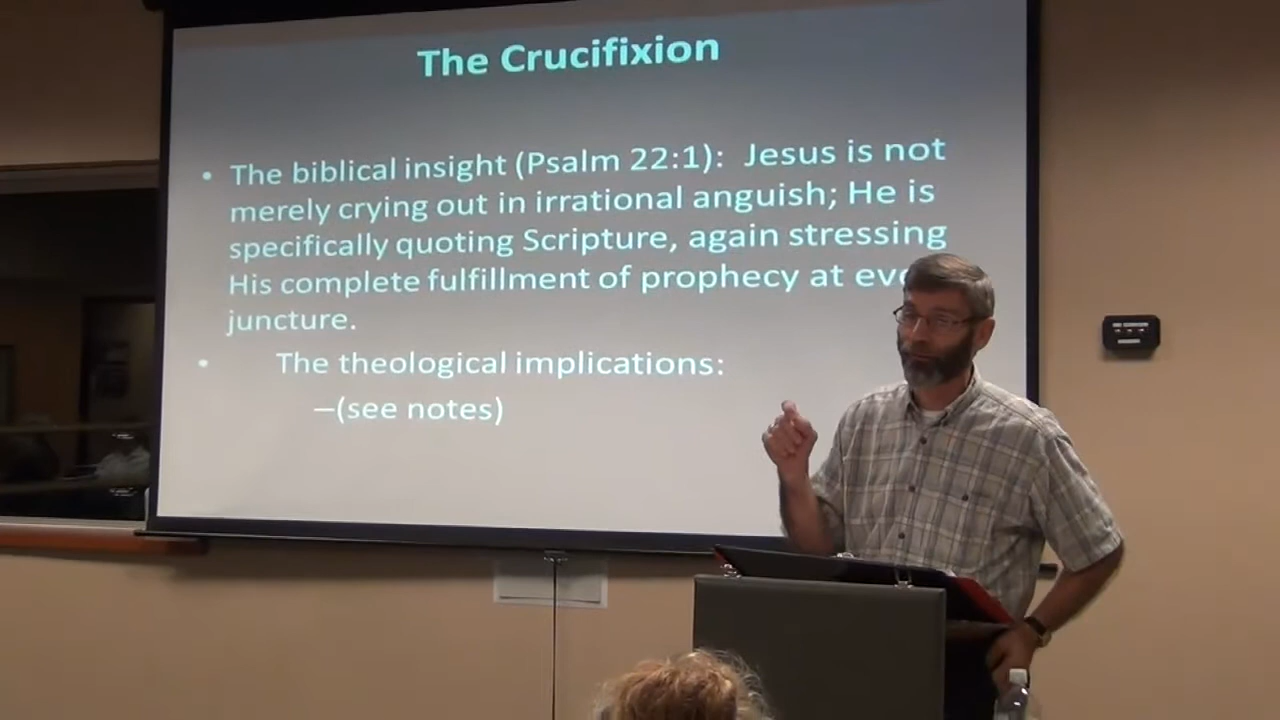 The Crucifixion
• The biblical insight (Psalm 22:1): Jesus is not
merely crying out in irrational anguish; He is
specifically quoting Scripture, again stressing
His complete fulfillment of prophecy at
juncture.
• The theological implications:
–(see notes)